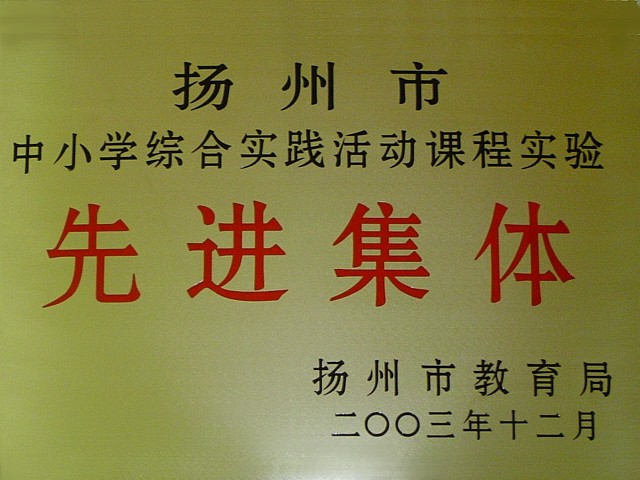 扬州市
中小学综合实践活动课程实验
先进集体
扬州市教育局
二〇〇三年十二月